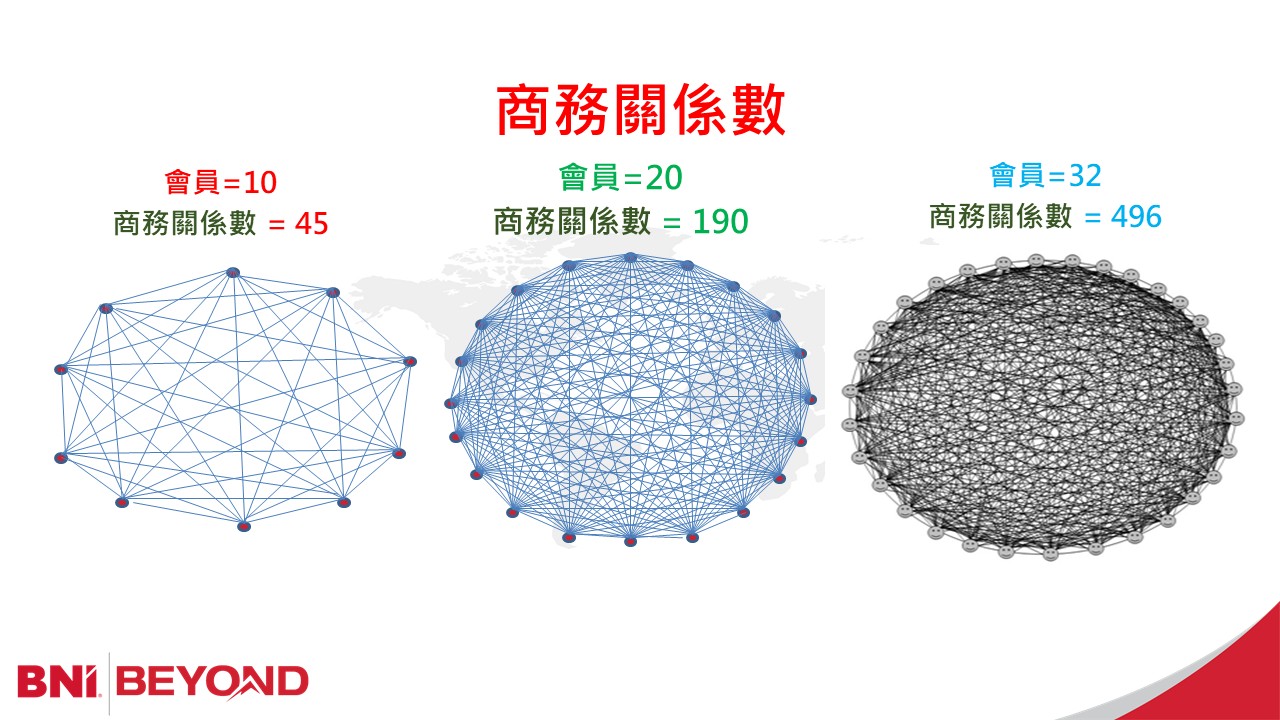 商務關係數
會員=10
商務關係數 = 45
會員=20
商務關係數 = 190
會員=32
商務關係數 = 496
BNI® BEYOND